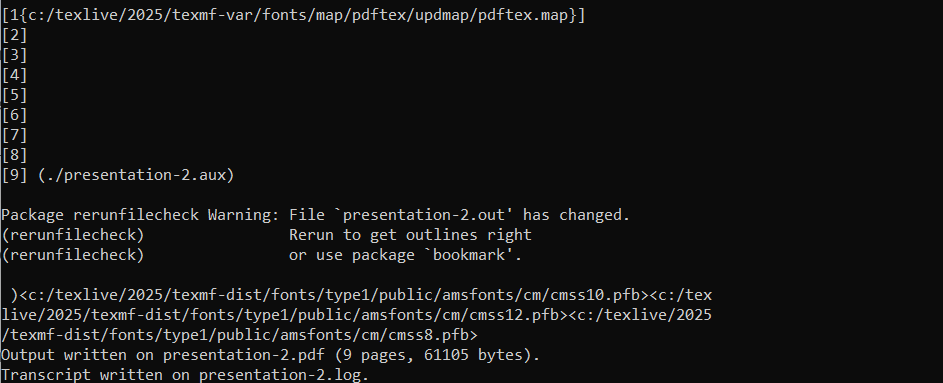 [1{c:/texlive/2025/texmf-var/fonts/map/pdftex/updmap/pdftex.map}]
[2]
[3]
[4]
[5]
[6]
[7]
[8]
[9] (./presentation-2.aux)
Package rerunfilecheck Warning: File `presentation-2.out' has changed.
(rerunfilecheck)                Rerun to get outlines right
(rerunfilecheck)                or use package `bookmark'.
 )<c:/texlive/2025/texmf-dist/fonts/type1/public/amsfonts/cm/cmss10.pfb><c:/tex
live/2025/texmf-dist/fonts/type1/public/amsfonts/cm/cmss12.pfb><c:/texlive/2025
/texmf-dist/fonts/type1/public/amsfonts/cm/cmss8.pfb>
Output written on presentation-2.pdf (9 pages, 61105 bytes).
Transcript written on presentation-2.log.